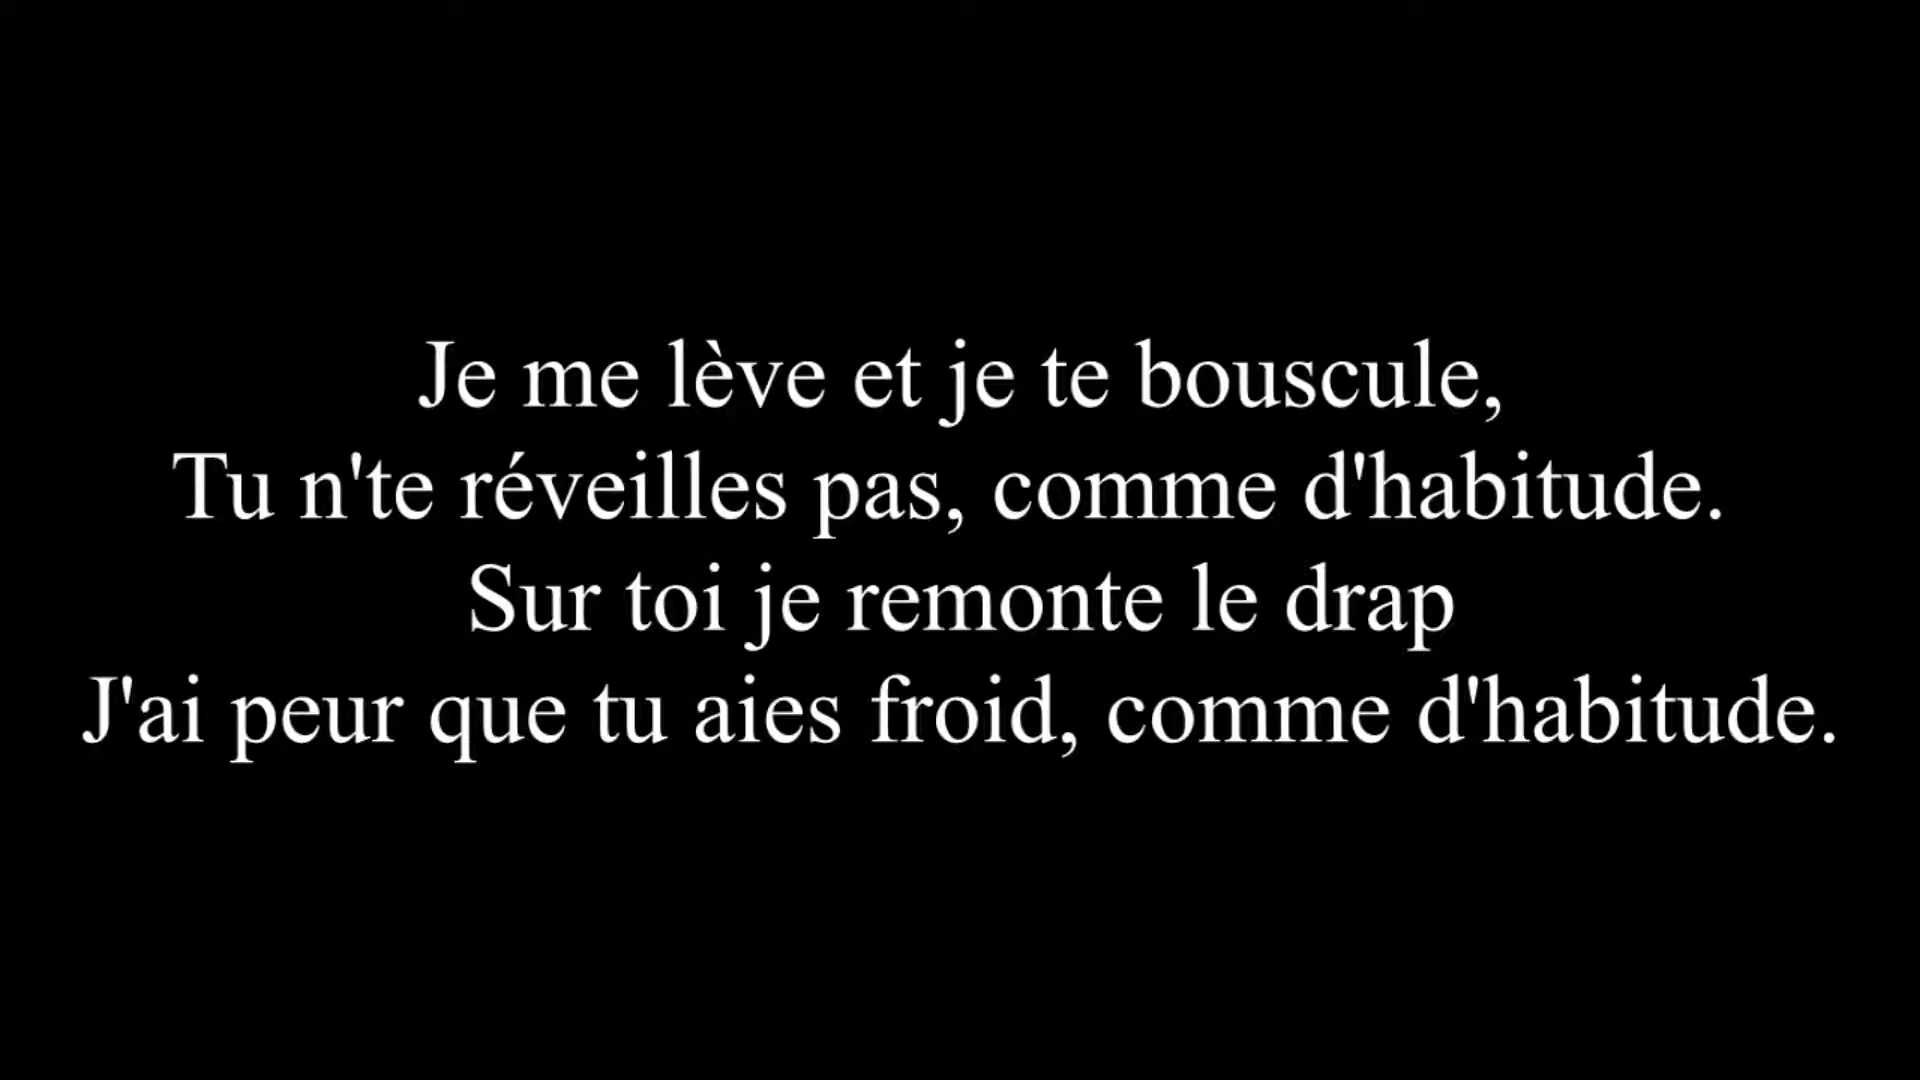 Je me lève et je te bouscule,
Tu n'te réveilles pas, comme d'habitude.
Sur toi je remonte le drap
J'ai peur que tu aies froid, comme d'habitude.